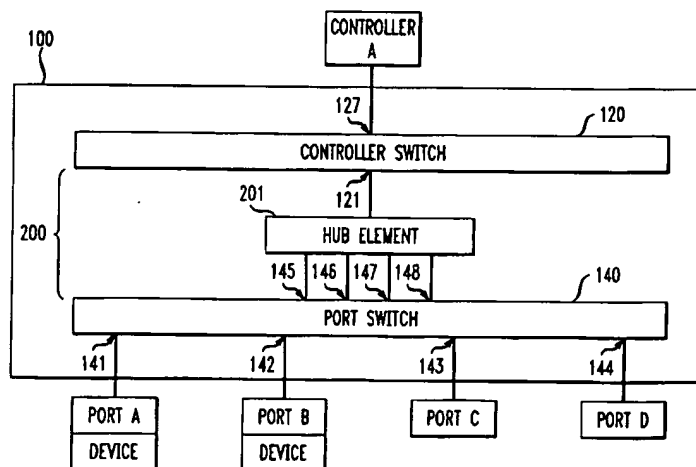 CONTROLLER
A
100
127
120
CONTROLLER SWITCH
121
201
200
HUB ELEMENT
145 146 147 148
140
PORT SWITCH
141 142 143 144
PORT A PORT B PORT C PORT D
DEVICE DEVICE